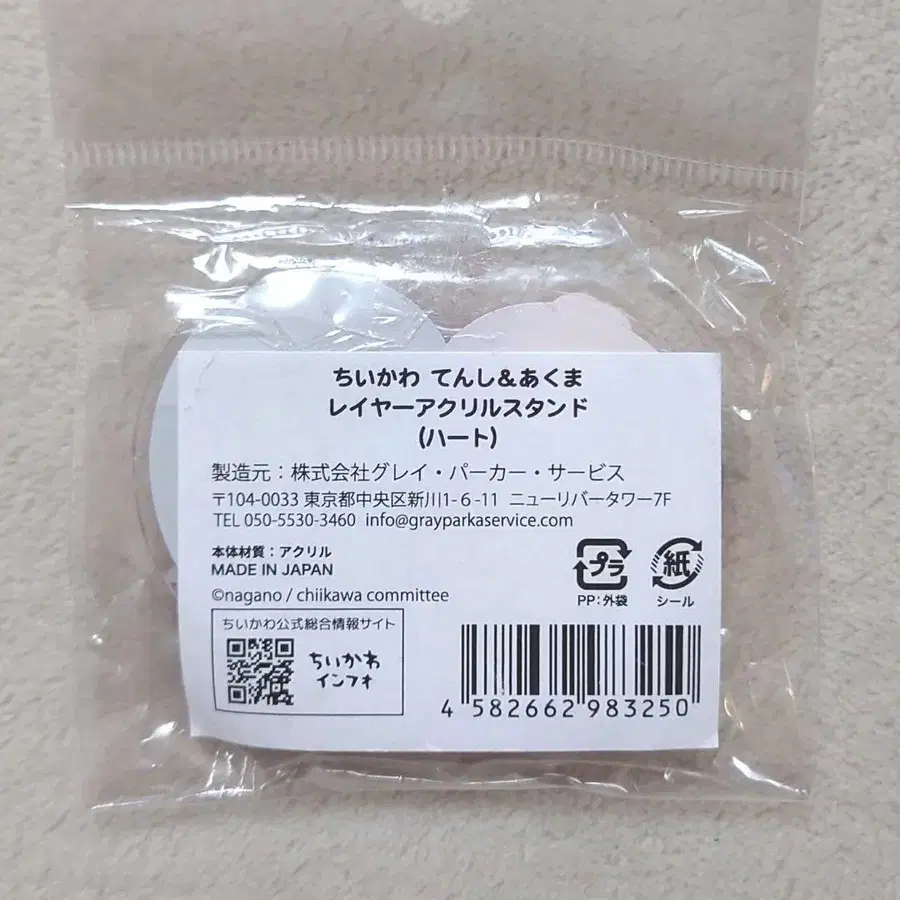 ちいかわ てんし&あくま
レイヤーアクリルスタンド
(ハート)
製造元：株式会社グレイ・パーカー・サービス
〒104-0033 東京都中央区新川1-6-11 ニューリバータワー7F
TEL 050-5530-3460 info@grayparkaservice.com
本体材質：アクリル
MADE IN JAPAN
©nagano / chiikawa committee
プラ
PP：外袋
紙
シール
ちいかわ公式総合情報サイト
ちいかわ
インフォ
4 582662 983250